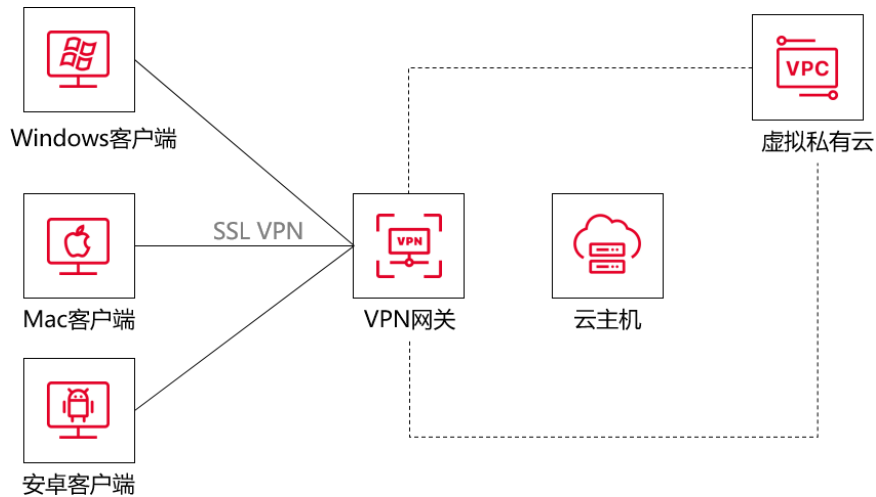 VPC
Windows客户端
虚拟私有云
SSL VPN
VPN
Mac客户端
VPN网关
云主机
安卓客户端